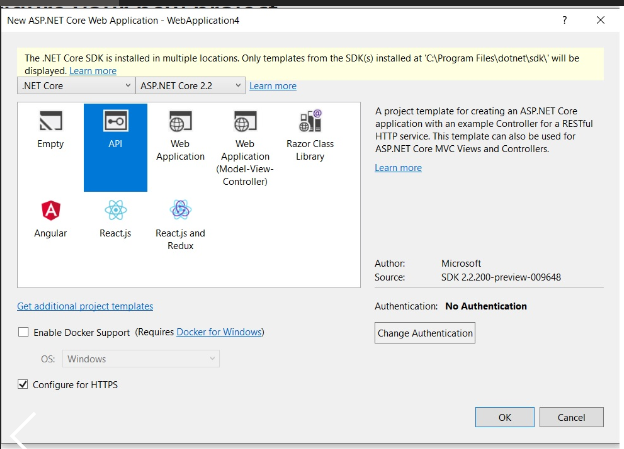 New ASP.NET Core Web Application - WebApplication4
?
The .NET Core SDK is installed in multiple locations. Only templates from the SDK(s) installed at 'C:\Program Files\dotnet\sdk\' will be
displayed. Learn more
.NET Core
ASP.NET Core 2.2
Learn more
Empty
API
Web
Application
Web
Application
(Model-View-
Controller)
Razor Class
Library
Angular
React.js
React.js and
Redux
A project template for creating an ASP.NET Core
application with an example Controller for a RESTful
HTTP service. This template can also be used for
ASP.NET Core MVC Views and Controllers.
Learn more
Author: Microsoft
Source: SDK 2.2.200-preview-009648
Get additional project templates
Enable Docker Support (Requires Docker for Windows)
OS: Windows
Configure for HTTPS
Authentication: No Authentication
Change Authentication
OK
Cancel